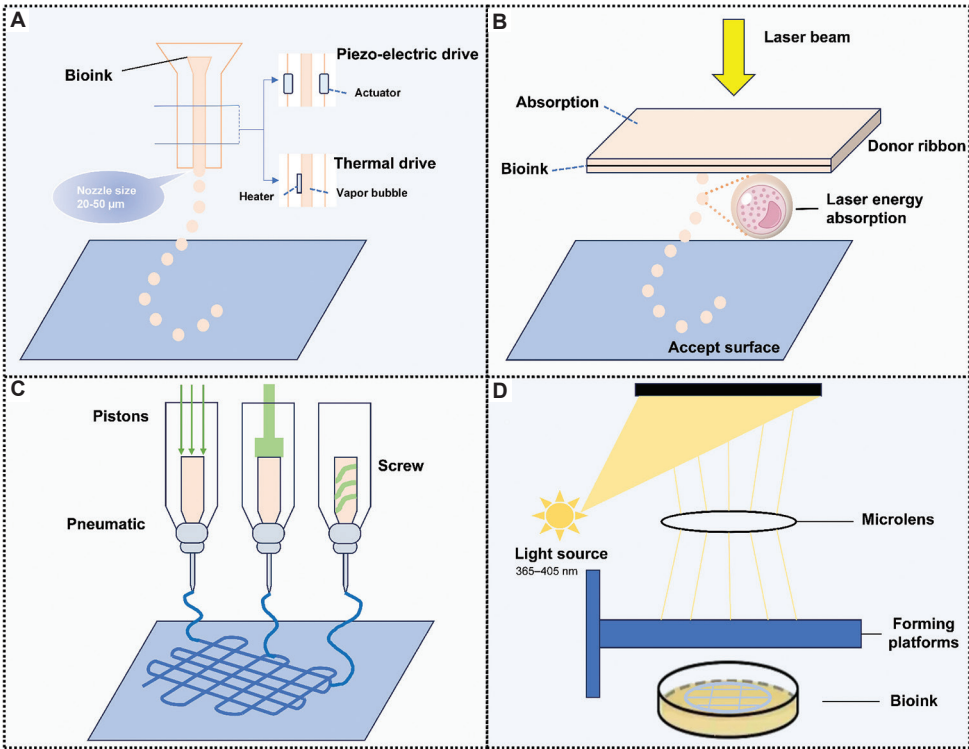 A
Bioink
Piezo-electric drive
Actuator
Thermal drive
Heater
Vapor bubble
Nozzle size
20-50 μm
B
Laser beam
Absorption
Donor ribbon
Bioink
Laser energy
absorption
Accept surface
C
Pistons
Screw
Pneumatic
D
Microlens
Light source
365–405 nm
Forming
platforms
Bioink